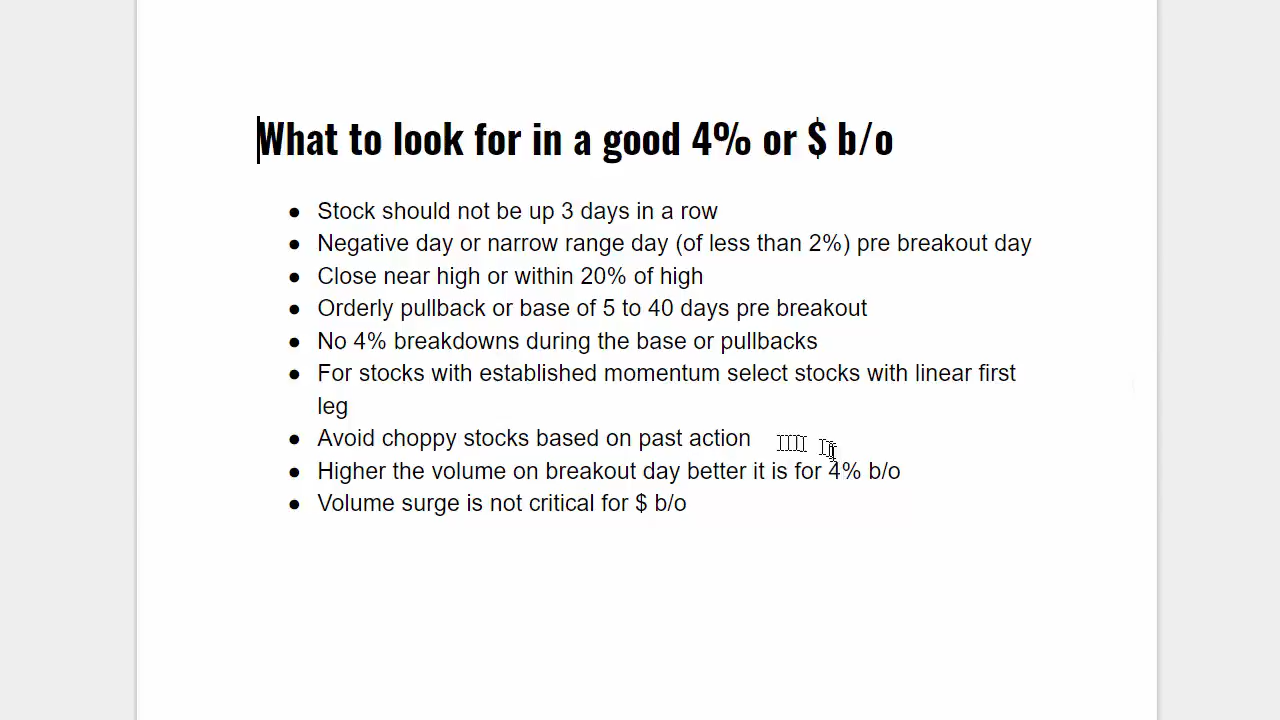 What to look for in a good 4% or $ b/o
● Stock should not be up 3 days in a row
● Negative day or narrow range day (of less than 2%) pre breakout day
● Close near high or within 20% of high
● Orderly pullback or base of 5 to 40 days pre breakout
● No 4% breakdowns during the base or pullbacks
● For stocks with established momentum select stocks with linear first
leg
● Avoid choppy stocks based on past action
● Higher the volume on breakout day better it is for 4% b/o
● Volume surge is not critical for $ b/o